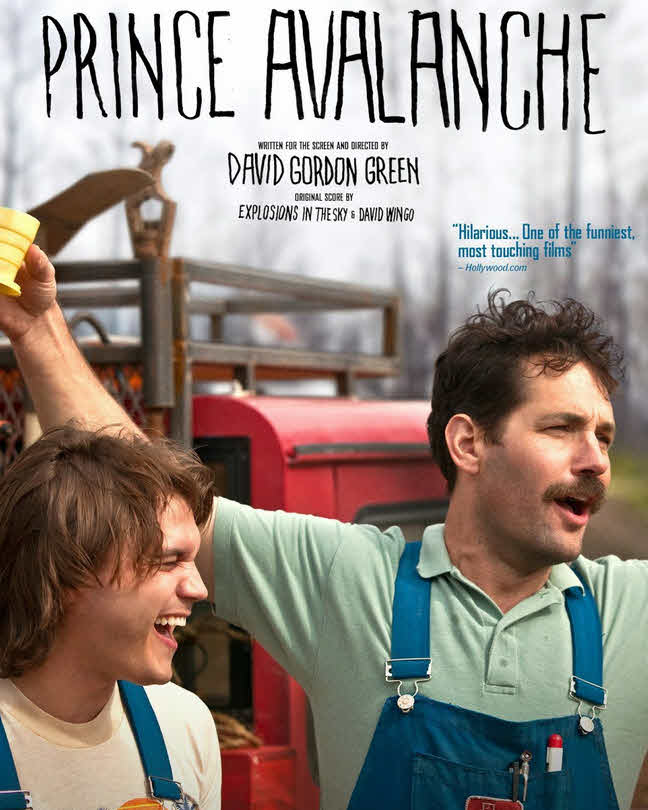 PRINCE AVALANCHE
WRITTEN FOR THE SCREEN AND DIRECTED BY
DAVID GORDON GREEN
ORIGINAL SCORE BY
EXPLOSIONS IN THE SKY & DAVID WINGO
"Hilarious... One of the funniest,
most touching films"
– Hollywood.com